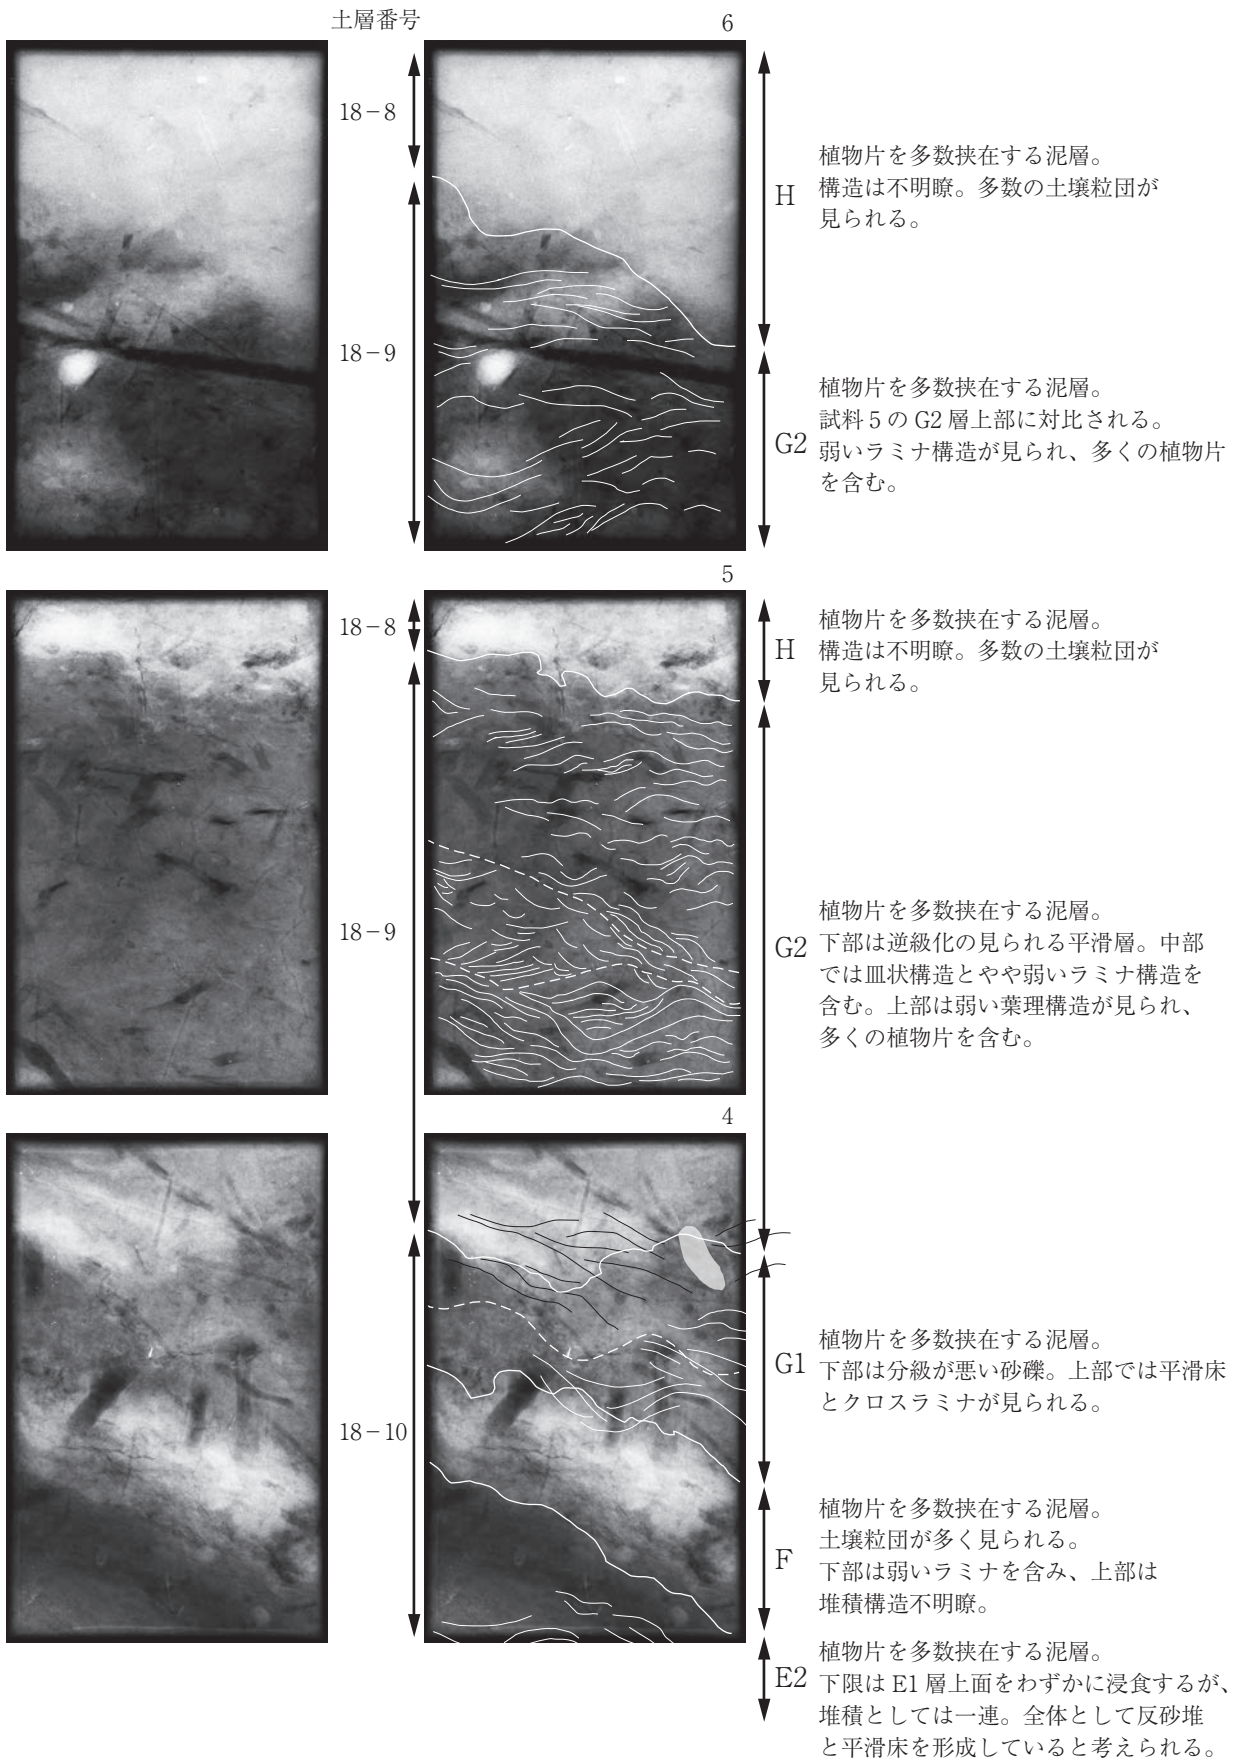 土層番号
6
18-8
18-9
H
植物片を多数挟在する泥層。
構造は不明瞭。多数の土壌粒団が
見られる。
G2
植物片を多数挟在する泥層。
試料5のG2層上部に対比される。
弱いラミナ構造が見られ、多くの植物片
を含む。
5
18-8
18-9
H
植物片を多数挟在する泥層。
構造は不明瞭。多数の土壌粒団が
見られる。
G2
植物片を多数挟在する泥層。
下部は逆級化の見られる平滑層。中部
では皿状構造とやや弱いラミナ構造を
含む。上部は弱い葉理構造が見られ、
多くの植物片を含む。
4
18-10
G1
植物片を多数挟在する泥層。
下部は分級が悪い砂礫。上部では平滑床
とクロスラミナが見られる。
F
植物片を多数挟在する泥層。
土壌粒団が多く見られる。
下部は弱いラミナを含み、上部は
堆積構造不明瞭。
E2
植物片を多数挟在する泥層。
下限はE1層上面をわずかに浸食するが、
堆積としては一連。全体として反砂堆
と平滑床を形成していると考えられる。